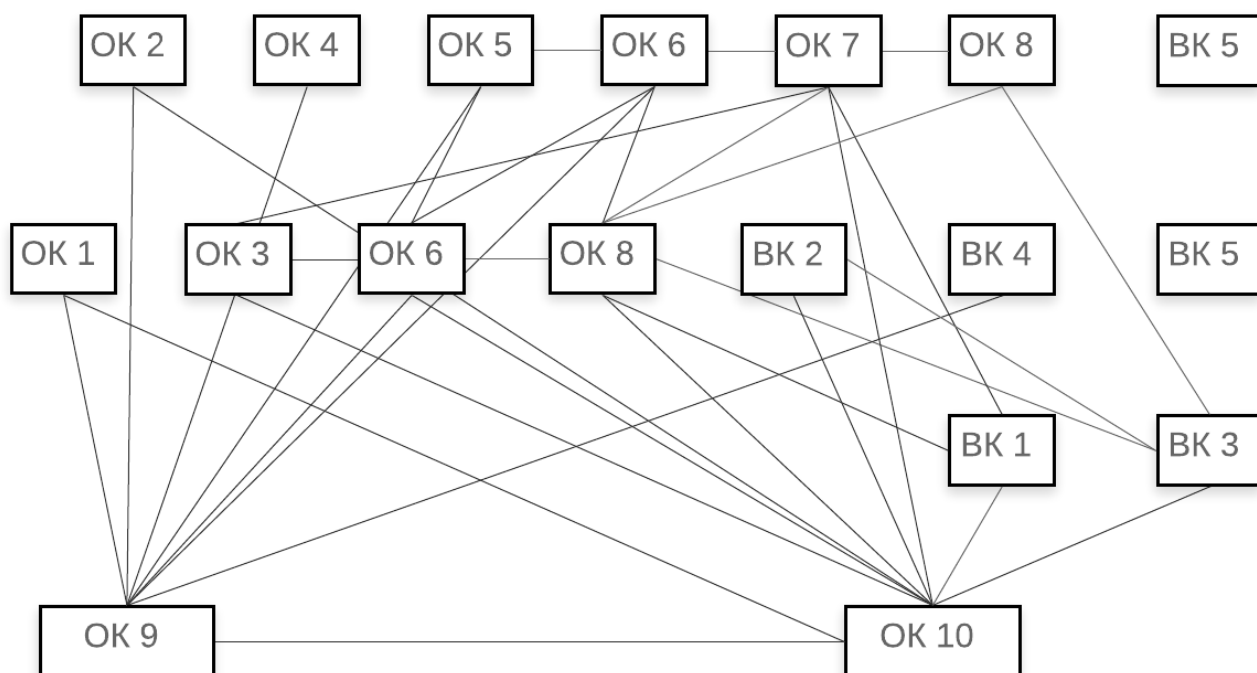 ОК 2
ОК 4
ОК 5
ОК 6
ОК 7
ОК 8
ВК 5
ОК 1
ОК 3
ОК 6
ОК 8
ВК 2
ВК 4
ВК 5
ВК 1
ВК 3
ОК 9
ОК 10